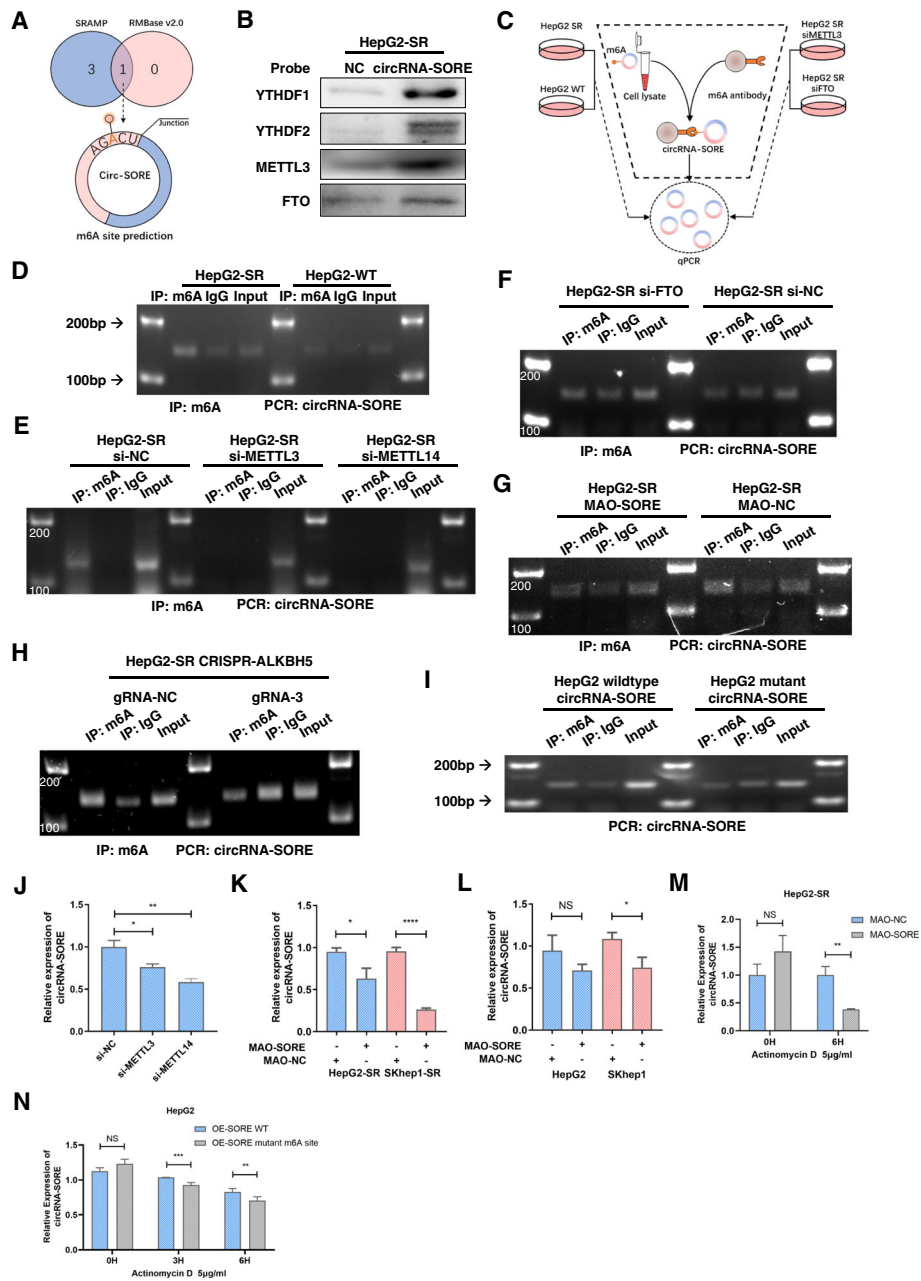 A
SRAMP
RMBase v2.0
3
1
0
Junction
AGACU
Circ-SORE
m6A site prediction
B
HepG2-SR
Probe
NC circRNA-SORE
YTHDF1
YTHDF2
METTL3
FTO
C
HepG2 SR
HepG2 WT
m6A
Cell lysate
m6A antibody
circRNA-SORE
qPCR
HepG2 SR
siMETTL3
HepG2 SR
siFTO
D
HepG2-SR
HepG2-WT
IP: m6A IgG Input
IP: m6A IgG Input
200bp →
100bp →
IP: m6A
PCR: circRNA-SORE
E
HepG2-SR
si-NC
HepG2-SR
si-METTL3
HepG2-SR
si-METTL14
IP: m6A
IP: IgG
Input
IP: m6A
IP: IgG
Input
IP: m6A
IP: IgG
Input
200
100
IP: m6A
PCR: circRNA-SORE
F
HepG2-SR si-FTO
HepG2-SR si-NC
IP: m6A
IP: IgG
Input
IP: m6A
IP: IgG
Input
200
100
IP: m6A
PCR: circRNA-SORE
G
HepG2-SR
MAO-SORE
HepG2-SR
MAO-NC
IP: m6A
IP: IgG
Input
IP: m6A
IP: IgG
Input
200
100
IP: m6A
PCR: circRNA-SORE
H
HepG2-SR CRISPR-ALKBH5
gRNA-NC
gRNA-3
IP: m6A
IP: IgG
Input
IP: m6A
IP: IgG
Input
200
100
IP: m6A
PCR: circRNA-SORE
I
HepG2 wildtype
circRNA-SORE
HepG2 mutant
circRNA-SORE
IP: m6A
IP: IgG
Input
IP: m6A
IP: IgG
Input
200bp →
100bp →
PCR: circRNA-SORE
J
Relative expression of
circRNA-SORE
1.5
1.0
0.5
0.0
**
*
si-NC
si-METTL3
si-METTL14
K
Relative expression of
circRNA-SORE
1.5
1.0
0.5
0.0
*
****
MAO-SORE - + - +
MAO-NC + - + -
HepG2-SR SKhep1-SR
L
Relative expression of
circRNA-SORE
1.5
1.0
0.5
0.0
NS
*
MAO-SORE - + - +
MAO-NC + - + -
HepG2 SKhep1
M
HepG2-SR
Relative Expression of
circRNA-SORE
2.0
1.5
1.0
0.5
0.0
NS
**
MAO-NC
MAO-SORE
0H 6H
Actinomycin D 5μg/ml
N
HepG2
OE-SORE WT
OE-SORE mutant m6A site
Relative Expression of
circRNA-SORE
1.5
1.0
0.5
0.0
NS
***
**
0H 3H 6H
Actinomycin D 5μg/ml